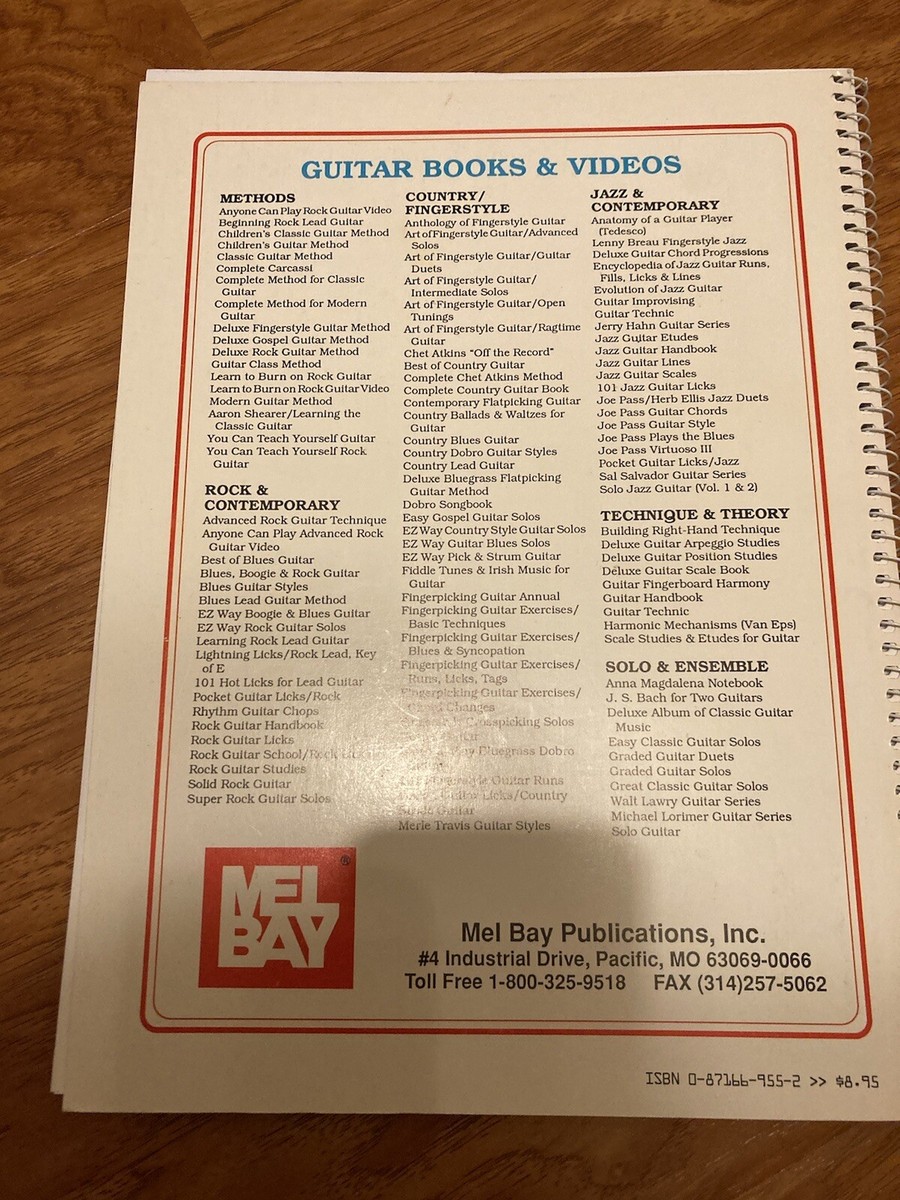 GUITAR BOOKS & VIDEOS
METHODS
Anyone Can Play Rock Guitar Video
Beginning Rock Lead Guitar
Children's Classic Guitar Method
Children's Guitar Method
Classic Guitar Method
Complete Carcassi
Complete Method for Classic
Guitar
Complete Method for Modern
Guitar
Deluxe Fingerstyle Guitar Method
Deluxe Gospel Guitar Method
Deluxe Rock Guitar Method
Guitar Class Method
Learn to Burn on Rock Guitar
Learn to Burn on Rock Guitar Video
Modern Guitar Method
Aaron Shearer/Learning the
Classic Guitar
You Can Teach Yourself Guitar
You Can Teach Yourself Rock
Guitar
ROCK &
CONTEMPORARY
Advanced Rock Guitar Technique
Anyone Can Play Advanced Rock
Guitar Video
Best of Blues Guitar
Blues, Boogie & Rock Guitar
Blues Guitar Styles
Blues Lead Guitar Method
EZ Way Boogie & Blues Guitar
EZ Way Rock Guitar Solos
Learning Rock Lead Guitar
Lightning Licks/Rock Lead, Key
of E
101 Hot Licks for Lead Guitar
Pocket Guitar Licks/Rock
Rhythm Guitar Chops
Rock Guitar Handbook
Rock Guitar Licks
Rock Guitar School/Rock
Rock Guitar Studies
Solid Rock Guitar
Super Rock Guitar Solos
COUNTRY/
FINGERSTYLE
Anthology of Fingerstyle Guitar
Art of Fingerstyle Guitar/Advanced
Solos
Art of Fingerstyle Guitar/Guitar
Duets
Art of Fingerstyle Guitar/
Intermediate Solos
Art of Fingerstyle Guitar/Open
Tunings
Art of Fingerstyle Guitar/Ragtime
Guitar
Chet Atkins "Off the Record"
Best of Country Guitar
Complete Chet Atkins Method
Complete Country Guitar Book
Contemporary Flatpicking Guitar
Country Ballads & Waltzes for
Guitar
Country Blues Guitar
Country Dobro Guitar Styles
Country Lead Guitar
Deluxe Bluegrass Flatpicking
Guitar Method
Dobro Songbook
Easy Gospel Guitar Solos
EZ Way Country Style Guitar Solos
EZ Way Guitar Blues Solos
EZ Way Pick & Strum Guitar
Fiddle Tunes & Irish Music for
Guitar
Fingerpicking Guitar Annual
Fingerpicking Guitar Exercises/
Basic Techniques
Fingerpicking Guitar Exercises/
Blues & Syncopation
Fingerpicking Guitar Exercises/
Runs, Licks, Tags
Fingerpicking Guitar Exercises/
Chord Changes
Crosspicking Solos
Bluegrass Dobro
Guitar Runs
Licks/Country
Guitar
Merle Travis Guitar Styles
JAZZ &
CONTEMPORARY
Anatomy of a Guitar Player
(Tedesco)
Lenny Breau Fingerstyle Jazz
Deluxe Guitar Chord Progressions
Encyclopedia of Jazz Guitar Runs,
Fills, Licks & Lines
Evolution of Jazz Guitar
Guitar Improvising
Guitar Technic
Jerry Hahn Guitar Series
Jazz Guitar Etudes
Jazz Guitar Handbook
Jazz Guitar Lines
Jazz Guitar Scales
101 Jazz Guitar Licks
Joe Pass/Herb Ellis Jazz Duets
Joe Pass Guitar Chords
Joe Pass Guitar Style
Joe Pass Plays the Blues
Joe Pass Virtuoso III
Pocket Guitar Licks/Jazz
Sal Salvador Guitar Series
Solo Jazz Guitar (Vol. 1 & 2)
TECHNIQUE & THEORY
Building Right-Hand Technique
Deluxe Guitar Arpeggio Studies
Deluxe Guitar Position Studies
Deluxe Guitar Scale Book
Guitar Fingerboard Harmony
Guitar Handbook
Guitar Technic
Harmonic Mechanisms (Van Eps)
Scale Studies & Etudes for Guitar
SOLO & ENSEMBLE
Anna Magdalena Notebook
J. S. Bach for Two Guitars
Deluxe Album of Classic Guitar
Music
Easy Classic Guitar Solos
Graded Guitar Duets
Graded Guitar Solos
Great Classic Guitar Solos
Walt Lawry Guitar Series
Michael Lorimer Guitar Series
Solo Guitar
MEL
BAY
®
Mel Bay Publications, Inc.
#4 Industrial Drive, Pacific, MO 63069-0066
Toll Free 1-800-325-9518 FAX (314)257-5062
ISBN 0-87166-955-2 >> $8.95